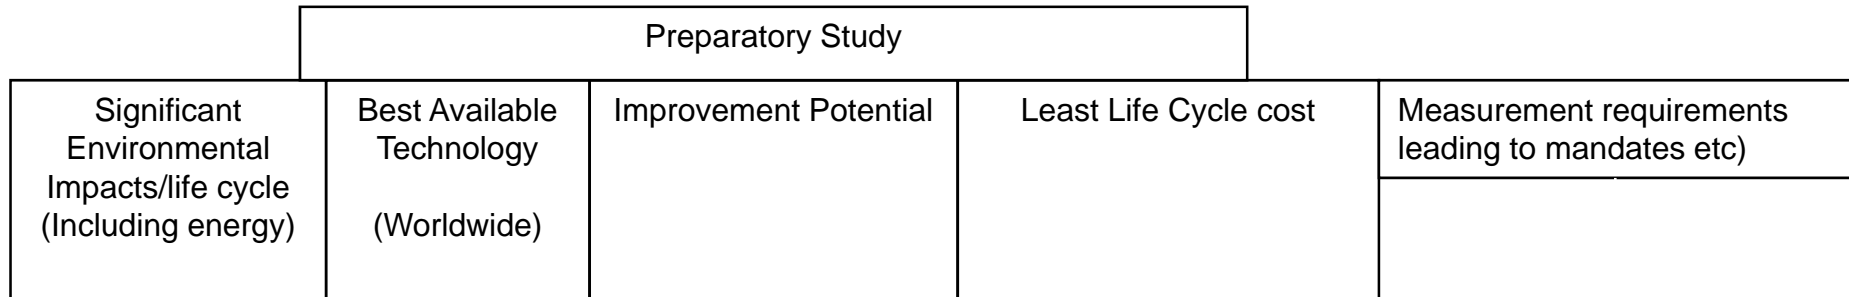 Preparatory Study
Significant
Environmental
Impacts/life cycle
(Including energy)
Best Available
Technology
(Worldwide)
Improvement Potential
Least Life Cycle cost
Measurement requirements
leading to mandates etc)